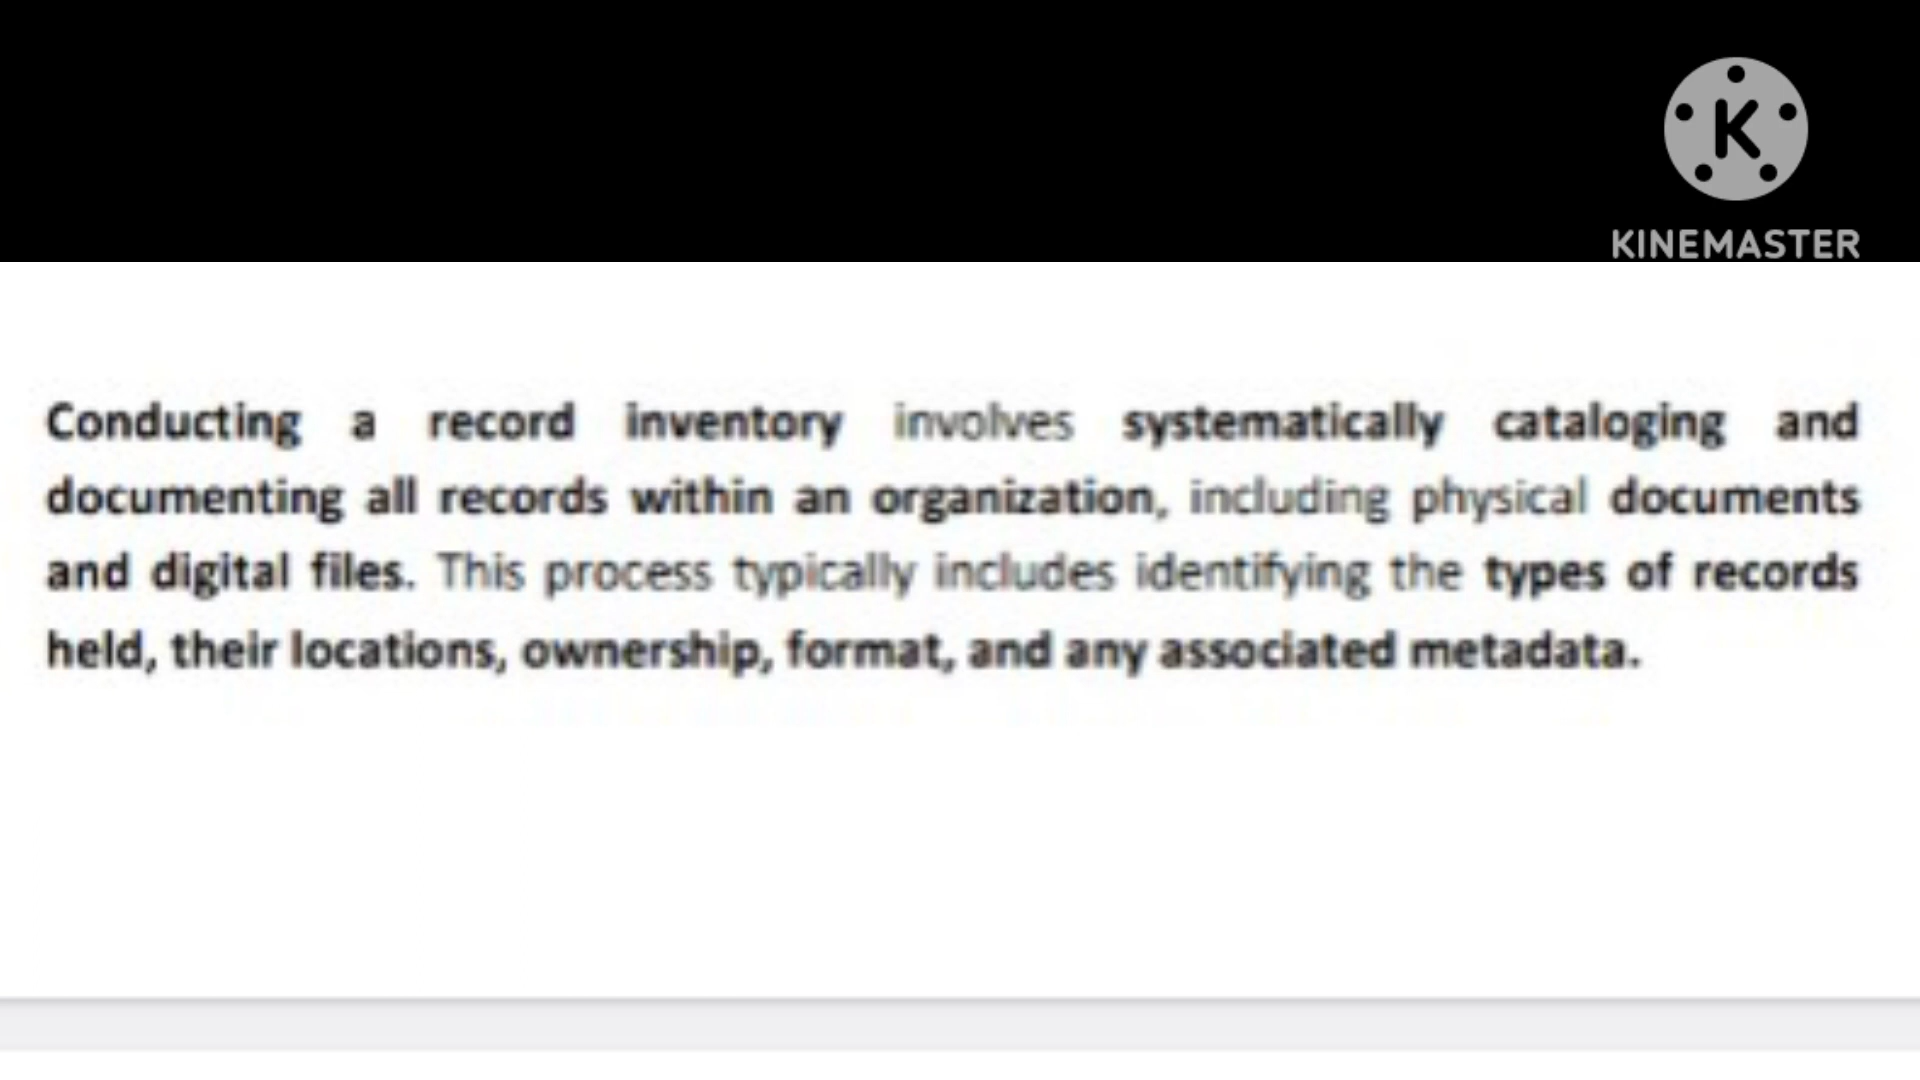 KINEMASTER
Conducting a record inventory involves systematically cataloging and
documenting all records within an organization, including physical documents
and digital files. This process typically includes identifying the types of records
held, their locations, ownership, format, and any associated metadata.